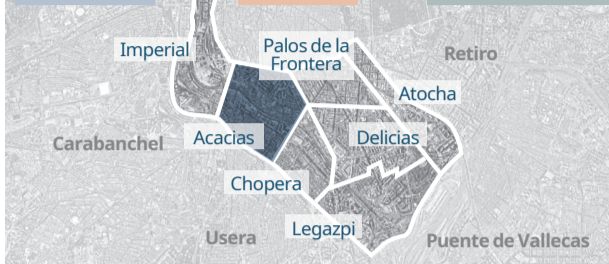 Imperial
Palos de la
Frontera
Retiro
Atocha
Carabanchel
Acacias
Delicias
Chopera
Legazpi
Usera
Puente de Vallecas